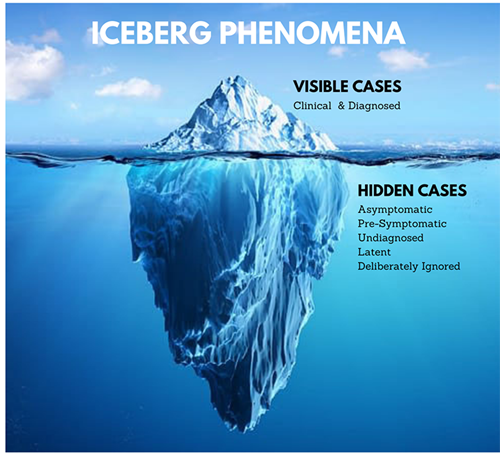 ICEBERG PHENOMENA
VISIBLE CASES
Clinical & Diagnosed
HIDDEN CASES
Asymptomatic
Pre-Symptomatic
Undiagnosed
Latent
Deliberately Ignored